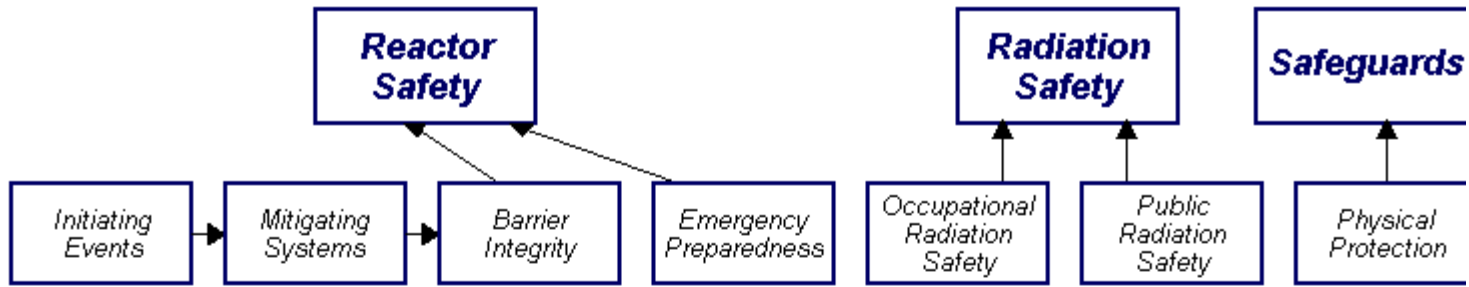 Reactor
Safety
Radiation
Safety
Safeguards
Initiating
Events
Mitigating
Systems
Barrier
Integrity
Emergency
Preparedness
Occupational
Radiation
Safety
Public
Radiation
Safety
Physical
Protection